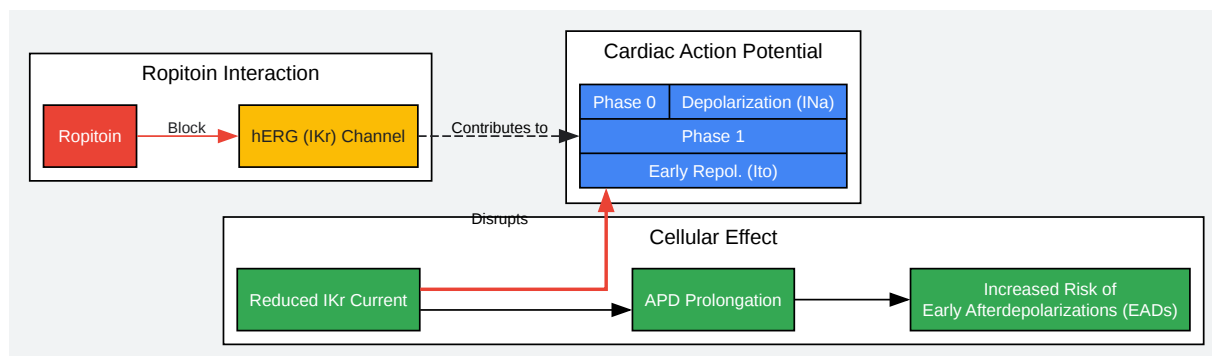 Ropitoin Interaction
Ropitoin
Block
hERG (IKr) Channel
Contributes to
Cardiac Action Potential
Phase 0
Depolarization (INa)
Phase 1
Early Repol. (Ito)
Disrupts
Cellular Effect
Reduced IKr Current
APD Prolongation
Increased Risk of
Early Afterdepolarizations (EADs)